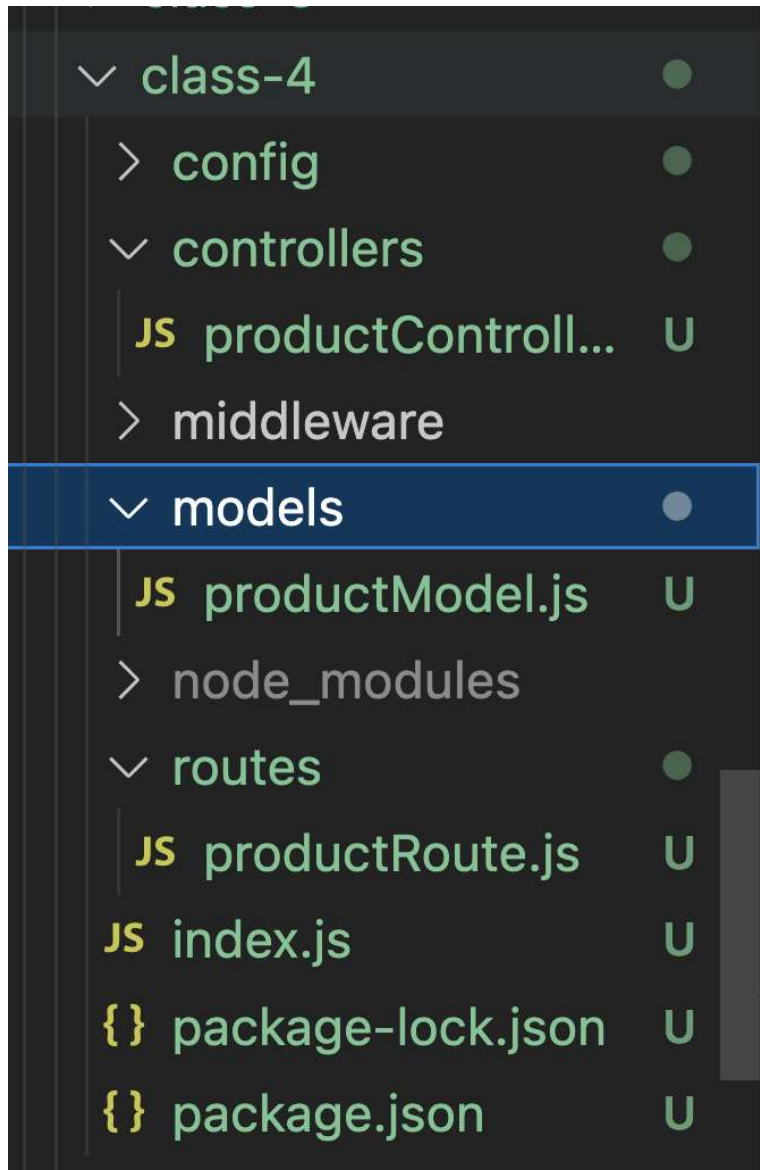 class-4
config
controllers
JS productControll... U
middleware
models
JS productModel.js U
node_modules
routes
JS productRoute.js U
JS index.js U
{} package-lock.json U
{} package.json U